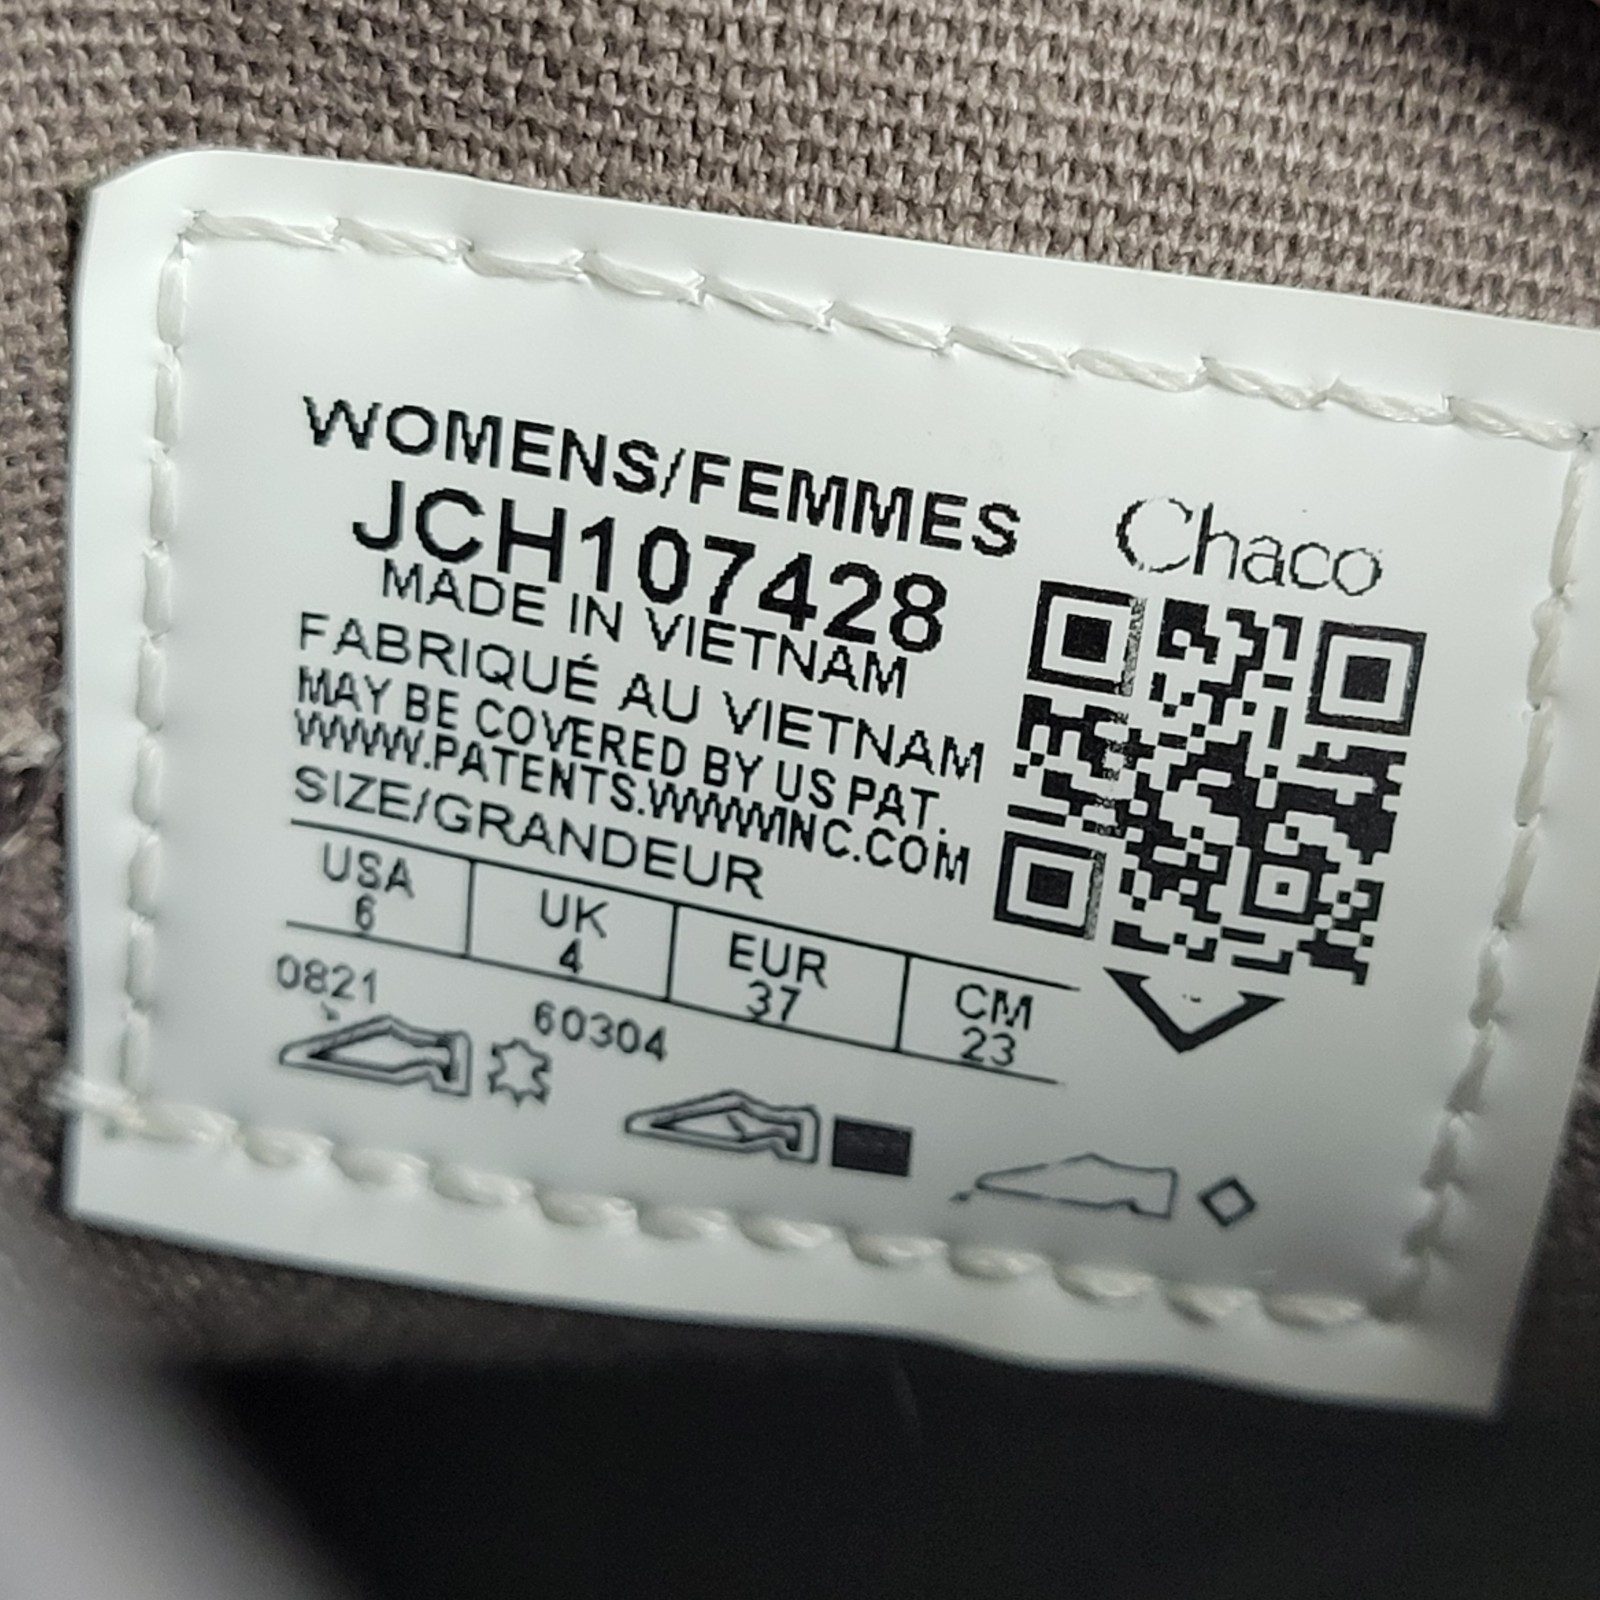 WOMENS/FEMMES
Chaco
JCH107428
MADE IN VIETNAM
FABRIQUÉ AU VIETNAM
MAY BE COVERED BY US PAT.
WWW.PATENTS.WWWINC.COM
SIZE/GRANDEUR
USA UK EUR CM
6 4 37 23
0821 60304